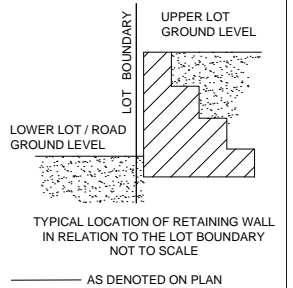 UPPER LOT
GROUND LEVEL
LOT BOUNDARY
LOWER LOT / ROAD
GROUND LEVEL
TYPICAL LOCATION OF RETAINING WALL
IN RELATION TO THE LOT BOUNDARY
NOT TO SCALE
AS DENOTED ON PLAN